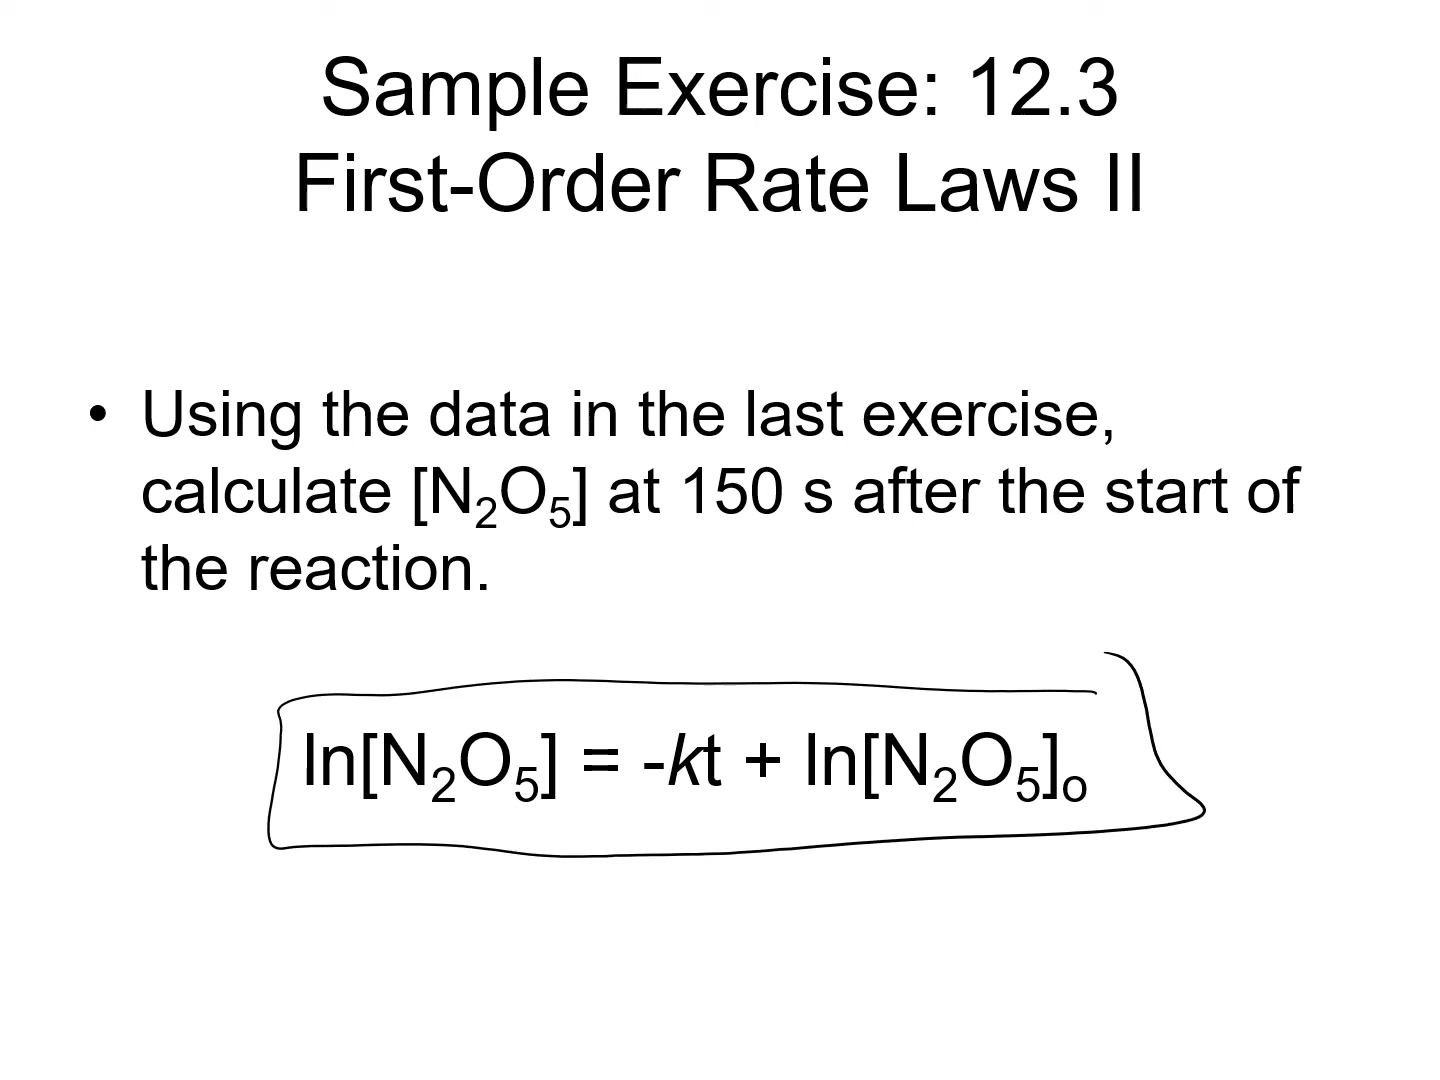 Sample Exercise: 12.3
First-Order Rate Laws II
• Using the data in the last exercise,
calculate [N₂O₅] at 150 s after the start of
the reaction.
ln[N₂O₅] = -kt + ln[N₂O₅]ₒ